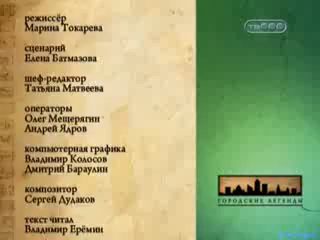 режиссёр
Марина Токарева
сценарий
Елена Батмазова
шеф-редактор
Татьяна Матвеева
операторы
Олег Мещерягин
Андрей Ядров
компьютерная графика
Владимир Колосов
Дмитрий Бараулин
композитор
Сергей Дудаков
текст читал
Владимир Ерёмин
ГОРОДСКИЕ ЛЕГЕНДЫ